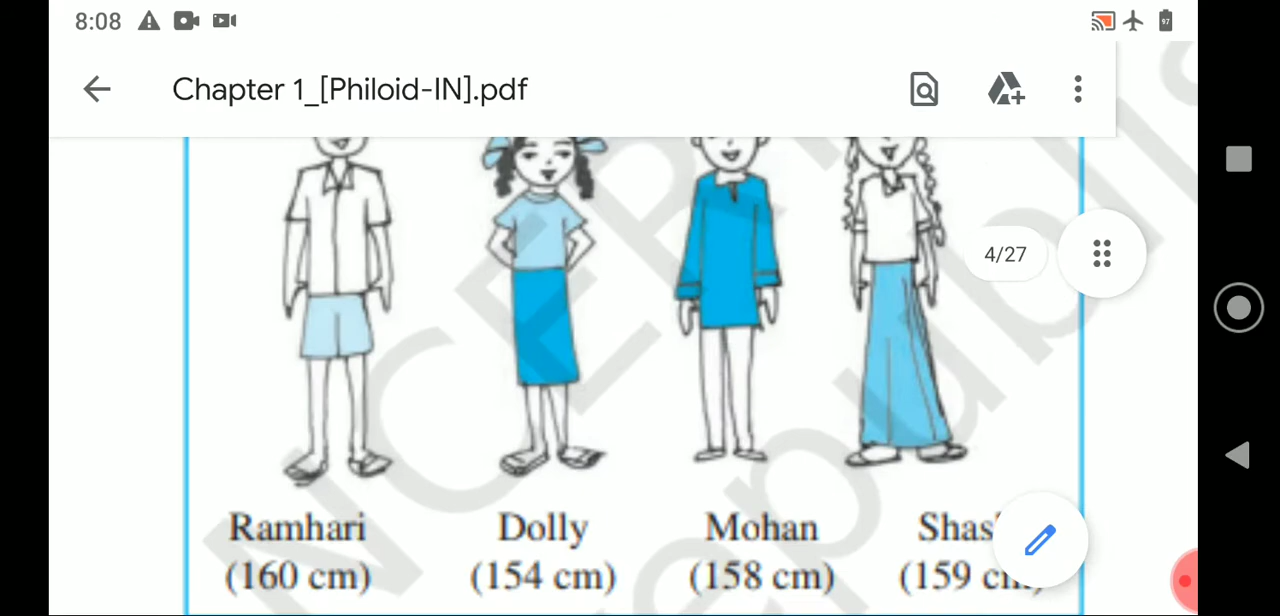 8:08
97
Chapter 1_[Philoid-IN].pdf
4/27
Ramhari Dolly Mohan
(160 cm) (154 cm) (158 cm) (159